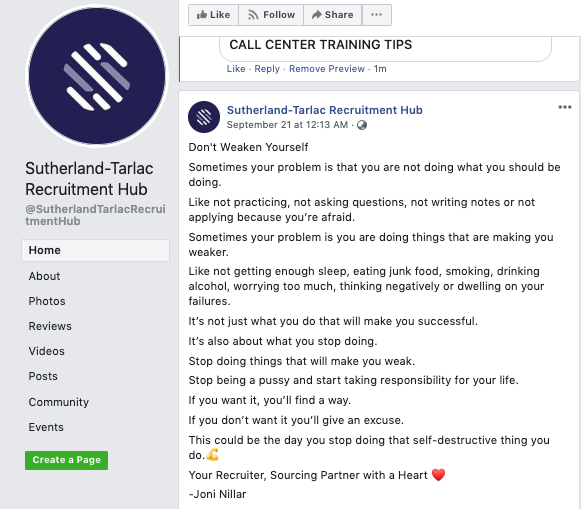 Like Follow Share ...
CALL CENTER TRAINING TIPS
Like · Reply · Remove Preview · 1m
Sutherland-Tarlac
Recruitment Hub
@SutherlandTarlacRecrui
tmentHub
Home
About
Photos
Reviews
Videos
Posts
Community
Events
Create a Page
Sutherland-Tarlac Recruitment Hub
September 21 at 12:13 AM ·
Don't Weaken Yourself
Sometimes your problem is that you are not doing what you should be
doing.
Like not practicing, not asking questions, not writing notes or not
applying because you're afraid.
Sometimes your problem is you are doing things that are making you
weaker.
Like not getting enough sleep, eating junk food, smoking, drinking
alcohol, worrying too much, thinking negatively or dwelling on your
failures.
It's not just what you do that will make you successful.
It's also about what you stop doing.
Stop doing things that will make you weak.
Stop being a pussy and start taking responsibility for your life.
If you want it, you'll find a way.
If you don't want it you'll give an excuse.
This could be the day you stop doing that self-destructive thing you
do.💪
Your Recruiter, Sourcing Partner with a Heart ❤️
-Joni Nillar